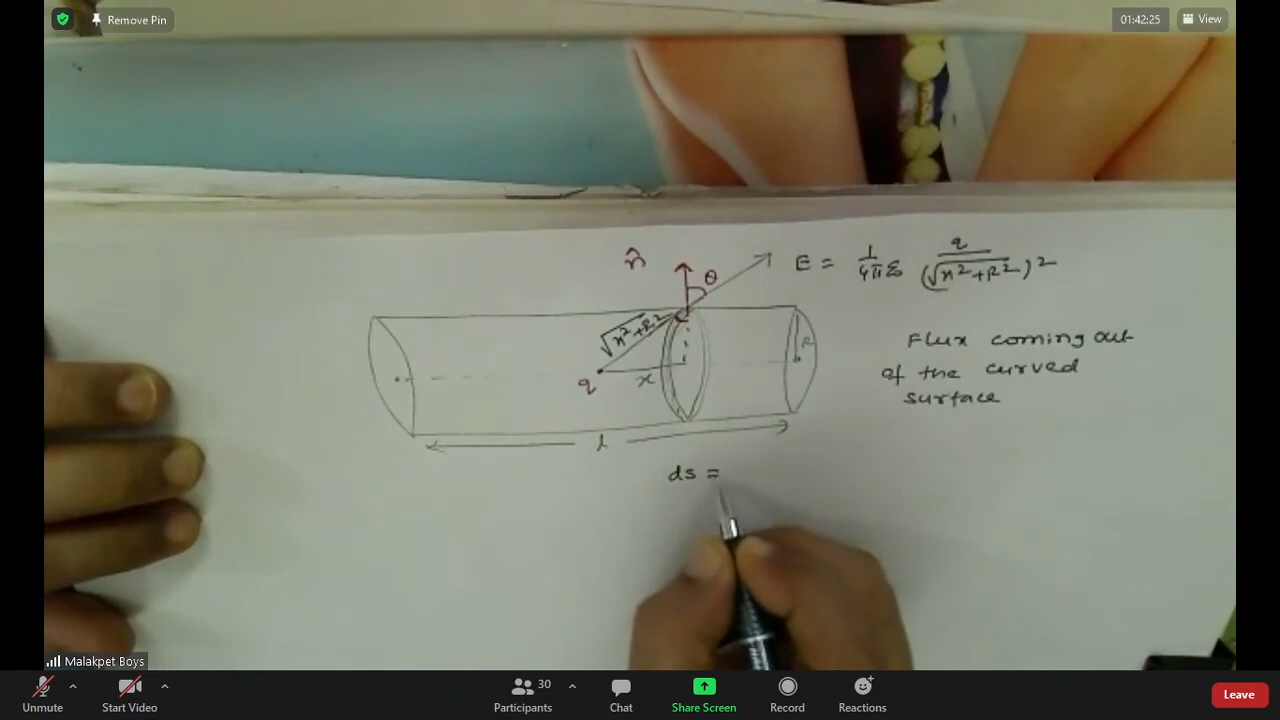 Remove Pin
01:42:25
View
n̂
θ
E = 1/4πε₀ q/(√x²+R²)²
√x²+R²
R
q
x
Flux coming out
of the curved
surface
l
ds =
Malakpet Boys
Unmute
Start Video
30
Participants
Chat
Share Screen
Record
Reactions
Leave